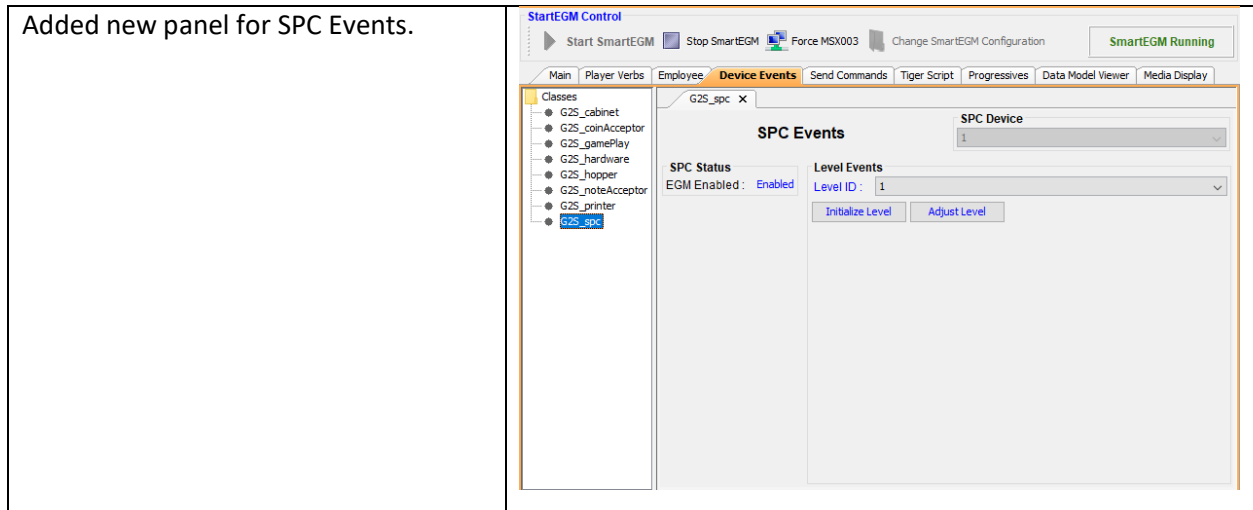 Added new panel for SPC Events.
StartEGM Control
Start SmartEGM Stop SmartEGM Force MSX003 Change SmartEGM Configuration SmartEGM Running
Main Player Verbs Employee Device Events Send Commands Tiger Script Progressives Data Model Viewer Media Display
Classes
G2S_cabinet
G2S_coinAcceptor
G2S_gamePlay
G2S_hardware
G2S_hopper
G2S_noteAcceptor
G2S_printer
G2S_spc
G2S_spc X
SPC Events
SPC Device
1
SPC Status
EGM Enabled : Enabled
Level Events
Level ID : 1
Initialize Level Adjust Level